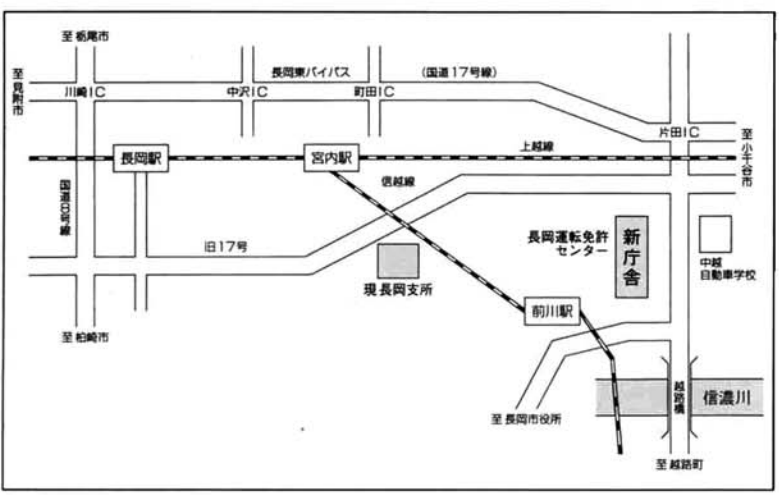 至 栃尾市
至 見附市
川崎IC
中沢IC
長岡東バイパス
町田IC
(国道17号線)
片田IC
至 小千谷市
長岡駅
宮内駅
上越線
信越線
国道8号線
旧17号
現 長岡支所
長岡運転免許
センター
新庁舎
中越
自動車学校
前川駅
至 柏崎市
至 長岡市役所
越路橋
信濃川
至 越路町